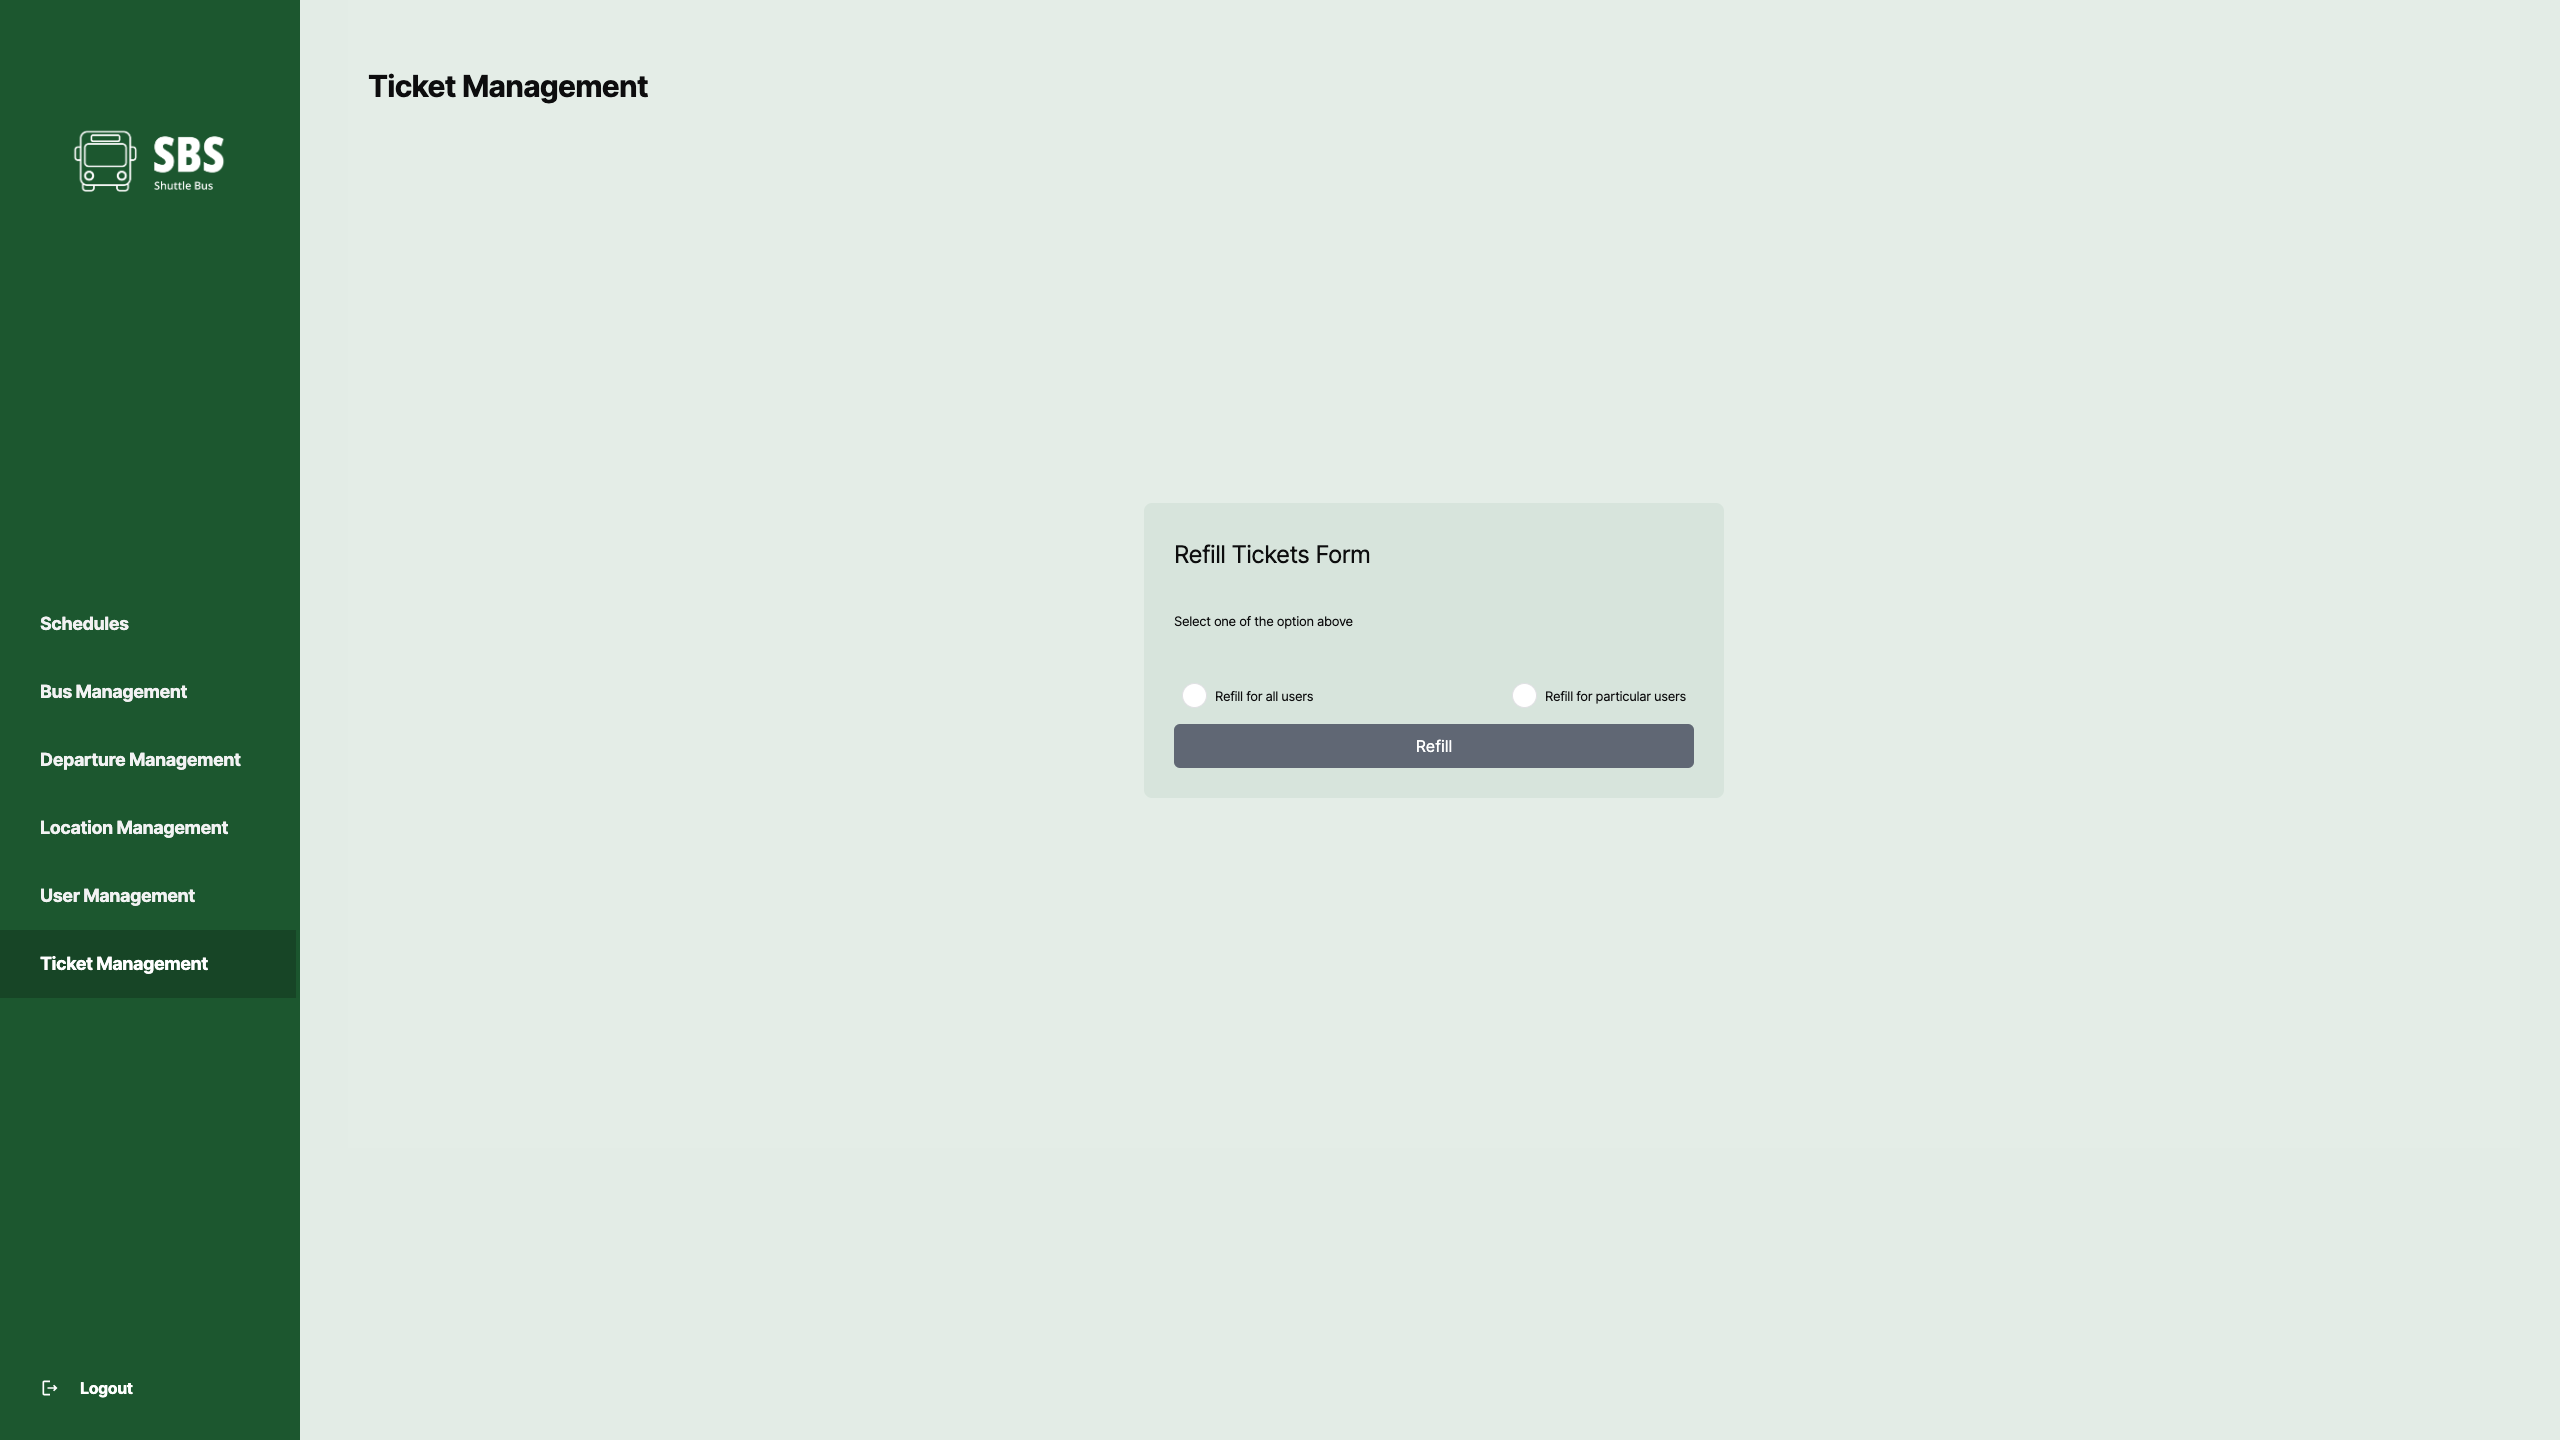 SBS
Shuttle Bus
Schedules
Bus Management
Departure Management
Location Management
User Management
Ticket Management
Logout
Ticket Management
Refill Tickets Form
Select one of the option above
Refill for all users
Refill for particular users
Refill